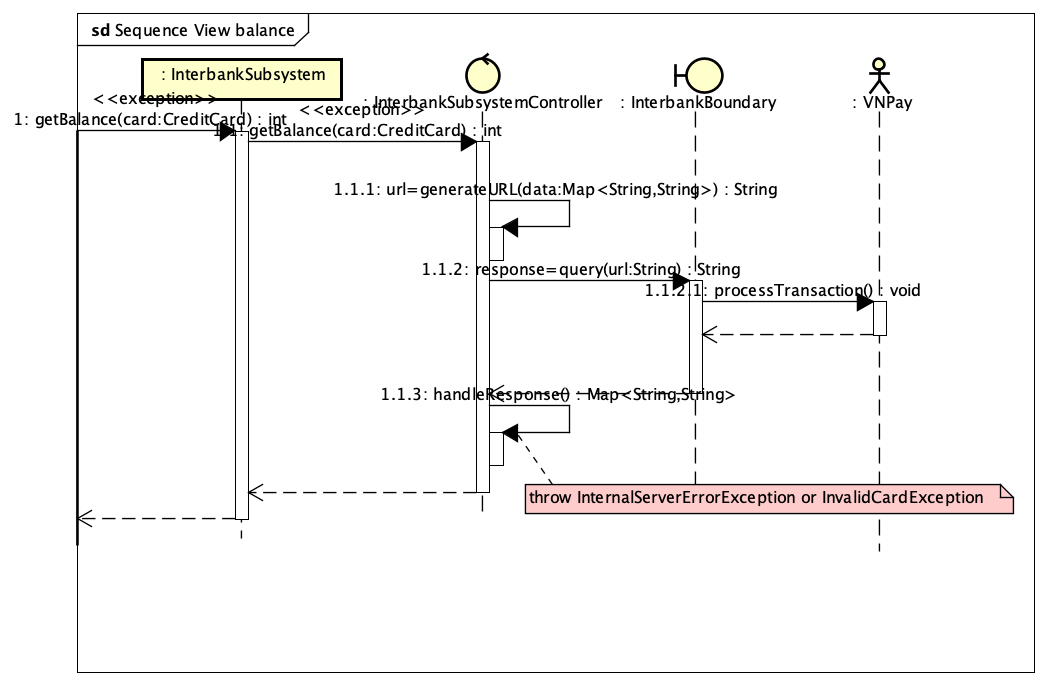 sd Sequence View balance
: InterbankSubsystem
: InterbankSubsystemController
: InterbankBoundary
: VNPay
<<exception>>
<<exception>>
1: getBalance(card:CreditCard) : int
1.1: getBalance(card:CreditCard) : int
1.1.1: url=generateURL(data:Map<String,String>) : String
1.1.2: response=query(url:String) : String
1.1.2.1: processTransaction() : void
1.1.3: handleResponse() : Map<String,String>
throw InternalServerErrorException or InvalidCardException